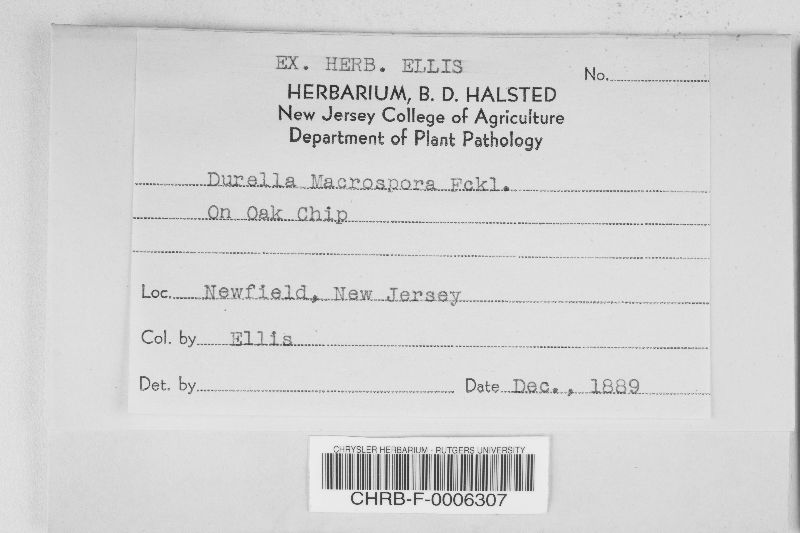 EX. HERB. ELLIS
No.
HERBARIUM, B. D. HALSTED
New Jersey College of Agriculture
Department of Plant Pathology
Durella Macrospora Fckl.
On Oak Chip
Loc. Newfield, New Jersey
Col. by Ellis
Det. by Date Dec., 1889
CHRYSLER HERBARIUM - RUTGERS UNIVERSITY
CHRB-F-0006307